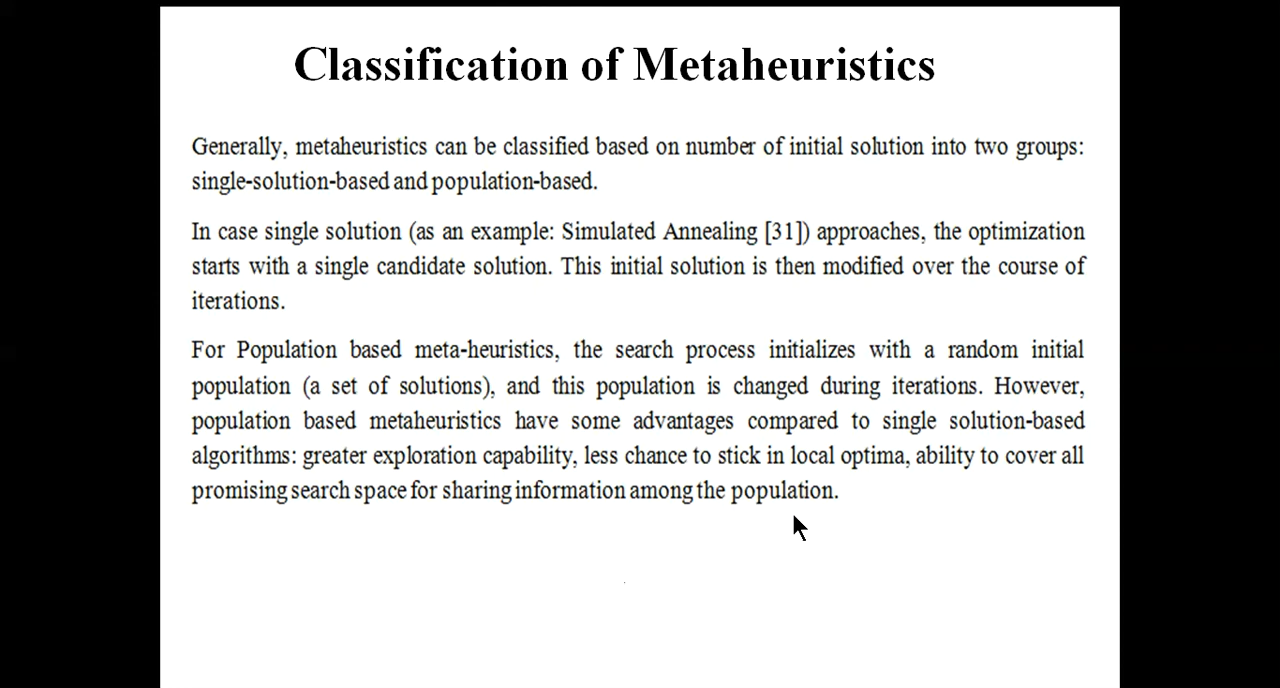 Classification of Metaheuristics
Generally, metaheuristics can be classified based on number of initial solution into two groups:
single-solution-based and population-based.
In case single solution (as an example: Simulated Annealing [31]) approaches, the optimization
starts with a single candidate solution. This initial solution is then modified over the course of
iterations.
For Population based meta-heuristics, the search process initializes with a random initial
population (a set of solutions), and this population is changed during iterations. However,
population based metaheuristics have some advantages compared to single solution-based
algorithms: greater exploration capability, less chance to stick in local optima, ability to cover all
promising search space for sharing information among the population.